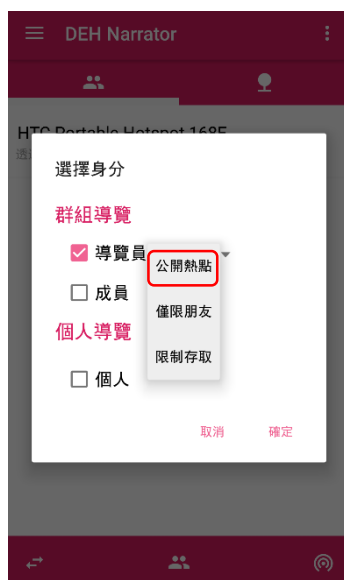 DEH Narrator
HTC Portable Hotspot 168F
選擇身分
群組導覽
導覽員
公開熱點
成員
僅限朋友
個人導覽
限制存取
個人
取消 確定